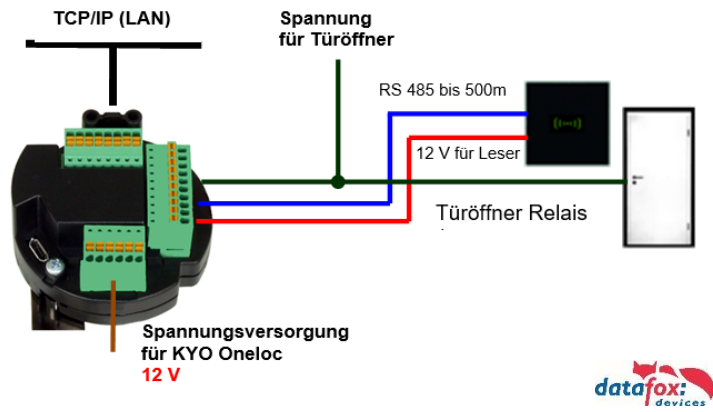 TCP/IP (LAN)
Spannung
für Türöffner
RS 485 bis 500m
12 V für Leser
Türöffner Relais
Spannungsversorgung
für KYO Oneloc
12 V
datafox:
devices